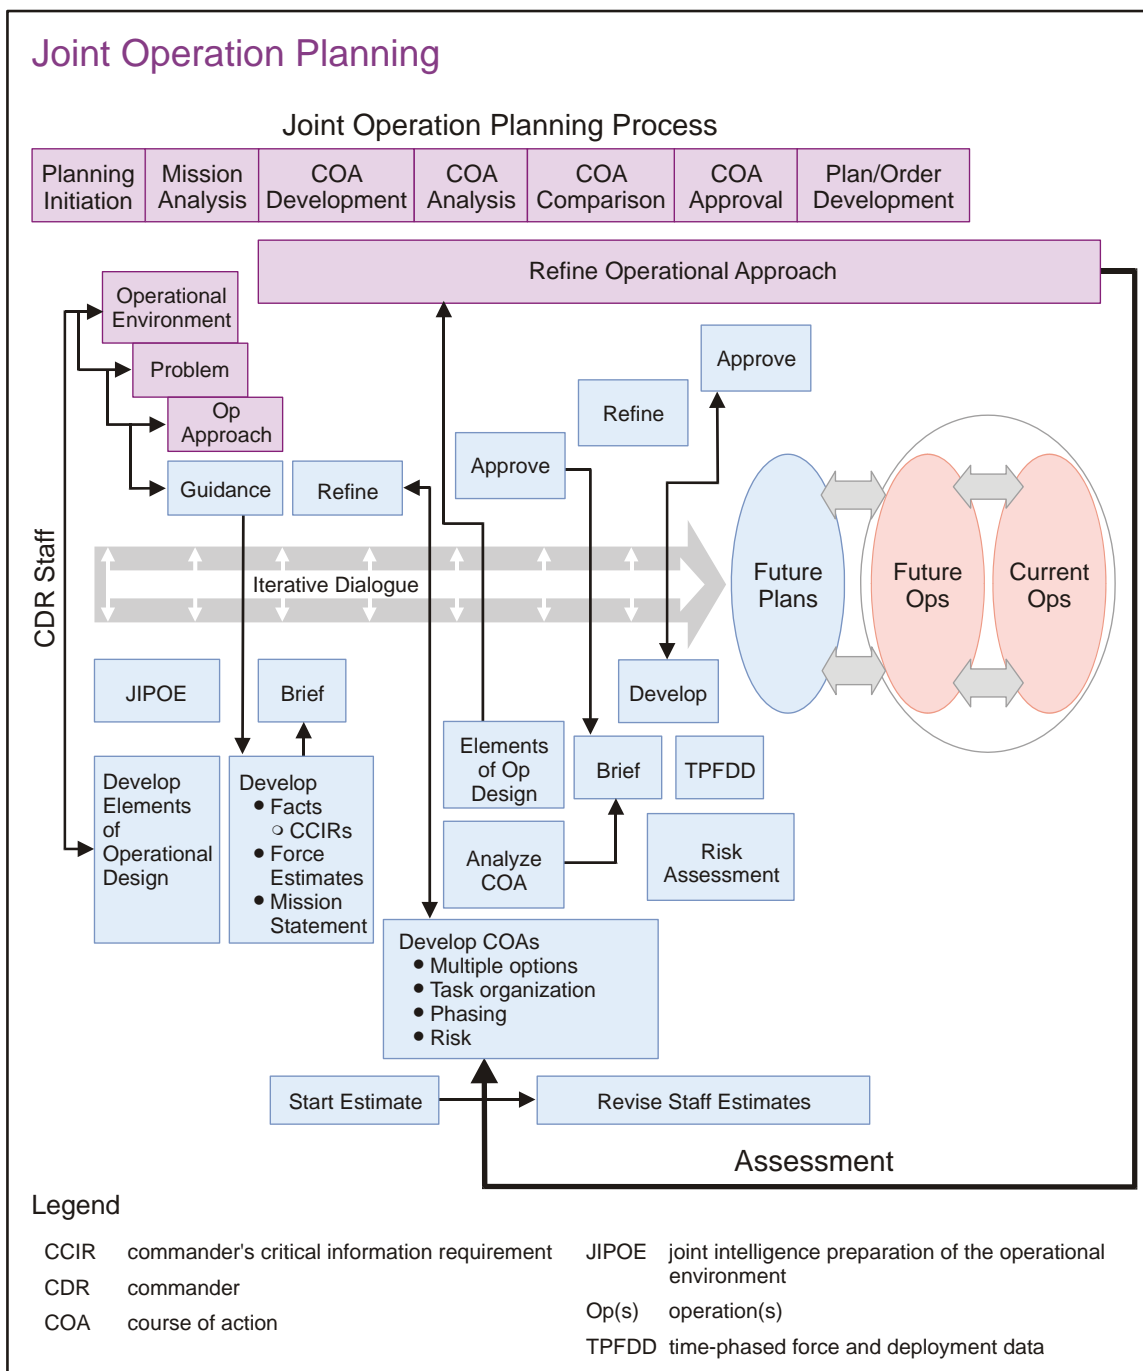 Joint Operation Planning
Joint Operation Planning Process
Planning
Initiation
Mission
Analysis
COA
Development
COA
Analysis
COA
Comparison
COA
Approval
Plan/Order
Development
Refine Operational Approach
Operational
Environment
Problem
Op
Approach
Guidance
Refine
Approve
Refine
Approve
CDR Staff
Iterative Dialogue
Future
Plans
Future
Ops
Current
Ops
JIPOE
Brief
Develop
Elements
of
Operational
Design
Develop
● Facts
○ CCIRs
● Force
Estimates
● Mission
Statement
Elements
of Op
Design
Brief
Develop
TPFDD
Analyze
COA
Risk
Assessment
Develop COAs
● Multiple options
● Task organization
● Phasing
● Risk
Start Estimate
Revise Staff Estimates
Assessment
Legend
CCIR commander's critical information requirement
CDR commander
COA course of action
JIPOE joint intelligence preparation of the operational
environment
Op(s) operation(s)
TPFDD time-phased force and deployment data